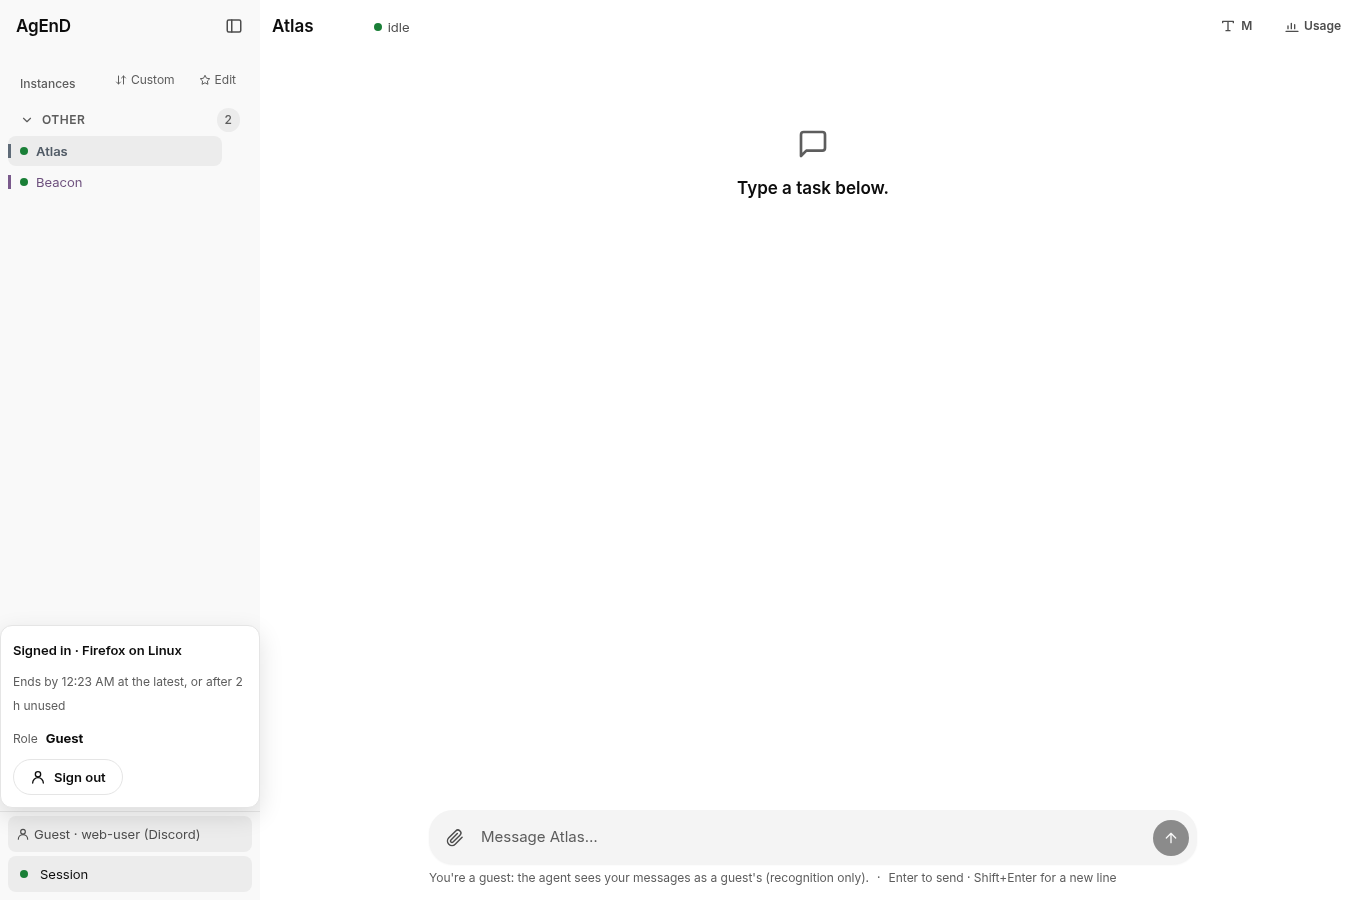 AgEnD
Atlas
idle
M
Usage
Instances
Custom
Edit
OTHER
2
Atlas
Beacon
Type a task below.
Signed in · Firefox on Linux
Ends by 12:23 AM at the latest, or after 2
h unused
Role Guest
Sign out
Guest · web-user (Discord)
Session
Message Atlas...
You're a guest: the agent sees your messages as a guest's (recognition only). · Enter to send · Shift+Enter for a new line